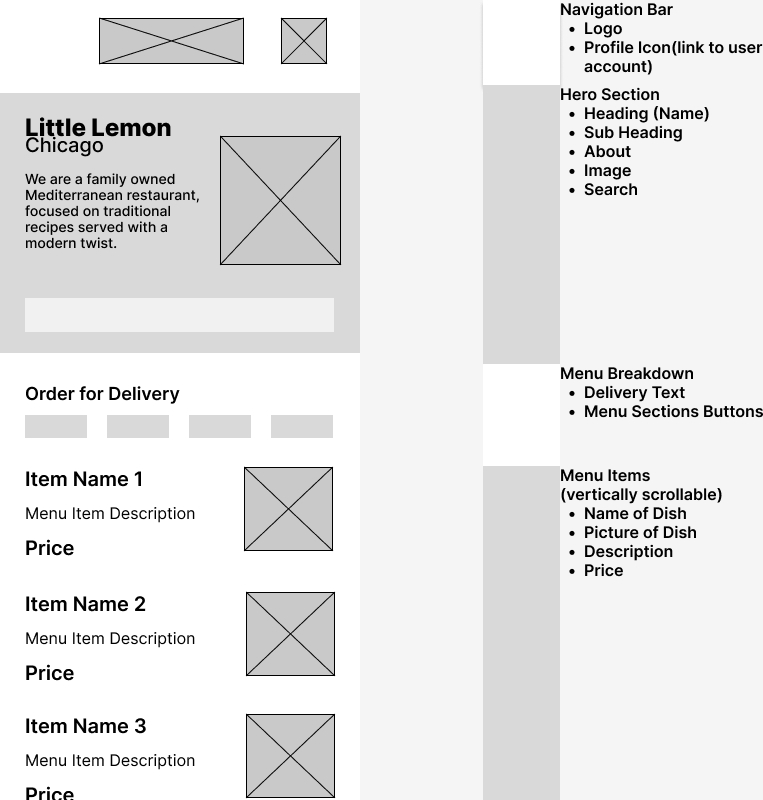 Little Lemon
Chicago
We are a family owned
Mediterranean restaurant,
focused on traditional
recipes served with a
modern twist.
Order for Delivery
Item Name 1
Menu Item Description
Price
Item Name 2
Menu Item Description
Price
Item Name 3
Menu Item Description
Price
Navigation Bar
• Logo
• Profile Icon(link to user
account)
Hero Section
• Heading (Name)
• Sub Heading
• About
• Image
• Search
Menu Breakdown
• Delivery Text
• Menu Sections Buttons
Menu Items
(vertically scrollable)
• Name of Dish
• Picture of Dish
• Description
• Price